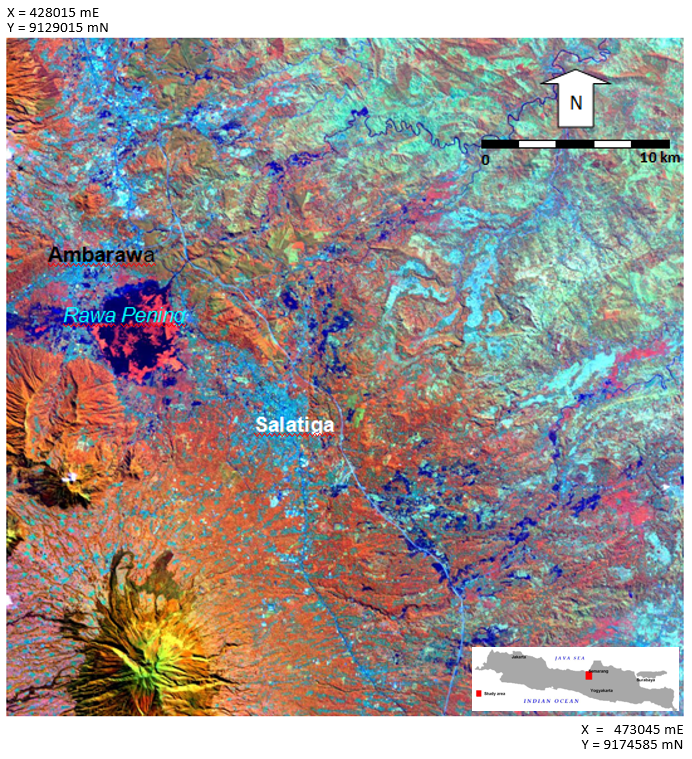 X = 428015 mE
Y = 9129015 mN
N
0
10 km
Ambarawa
Rawa Pening
Salatiga
Jakarta
JAVA SEA
Semarang
Surabaya
Yogyakarta
Study area
INDIAN OCEAN
X = 473045 mE
Y = 9174585 mN